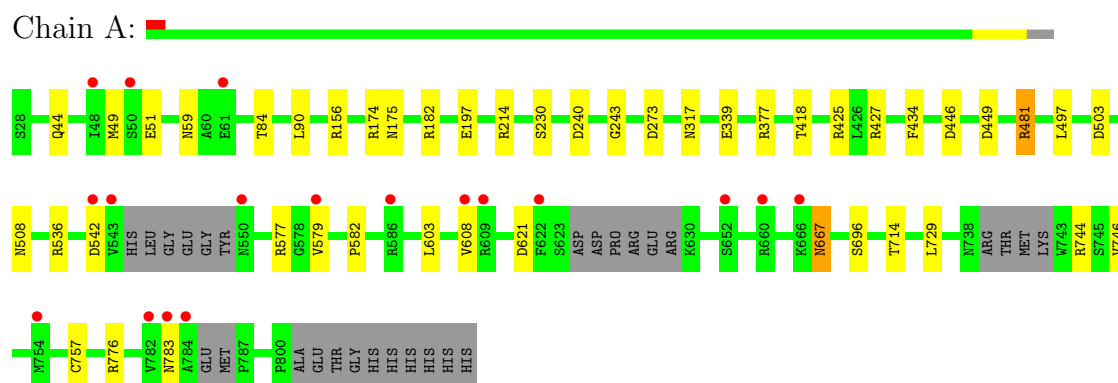 Chain A:
S28 Q44 I48 M49 S50 E51 N59 A60 E61 T84 L90 R156 R174 N175 R182 E197 R214 S230 D240 G243 D273 N317 E339 R377 T418 R425 L426 R427 F434 D446 D449 R481 L497 D503
N508 R536 D542 V543 HIS LEU GLY GLU GLY TYR N550 R577 G578 V579 P582 R586 L603 V608 R609 D621 F622 S623 ASP ASP PRO ARG GLU ARG K630 S652 R660 K666 N667 S696 T714 L729 N738 ARG THR MET LYS W743 R744 S745 V746
M754 C757 R776 V782 N783 A784 GLU MET P787 P800 ALA GLU THR GLY HIS HIS HIS HIS HIS HIS